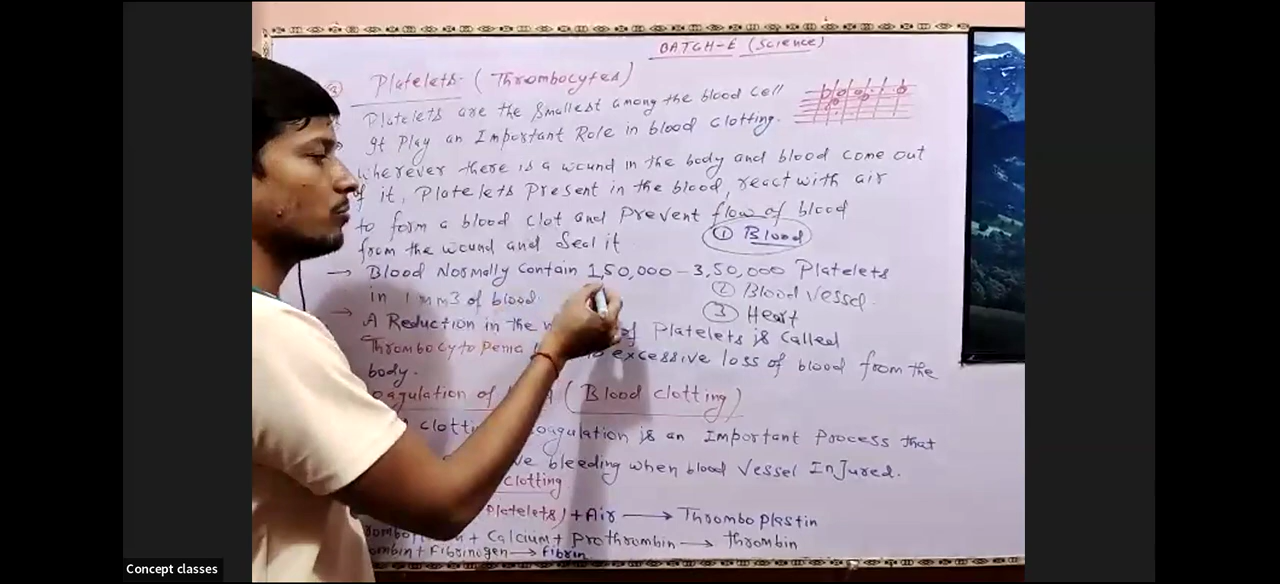 BATCH-E (Science)
Platelets- (Thrombocytes)
Platelets are the Smallest among the blood cell
It Play an Important Role in blood clotting.
Wherever there is a wound in the body and blood come out
f it, Platelets Present in the blood, react with air
to form a blood clot and Prevent flow of blood
from the wound and Seal it
① Blood
→ Blood Normally Contain 1,50,000 - 3,50,000 Platelets
in 1 mm3 of blood.
② Blood Vessel
③ Heart
→ A Reduction in the of Platelets is Called
Thrombocytopenia excessive loss of blood from the
body.
oagulation of (Blood clotting)
clott oagulation is an Important Process that
ve bleeding when blood Vessel Injured.
clotting
Platelets) + Air → Thromboplastin
+ Calcium + Prothrombin → thrombin
ombin + Fibrinogen → fibrin
Concept classes